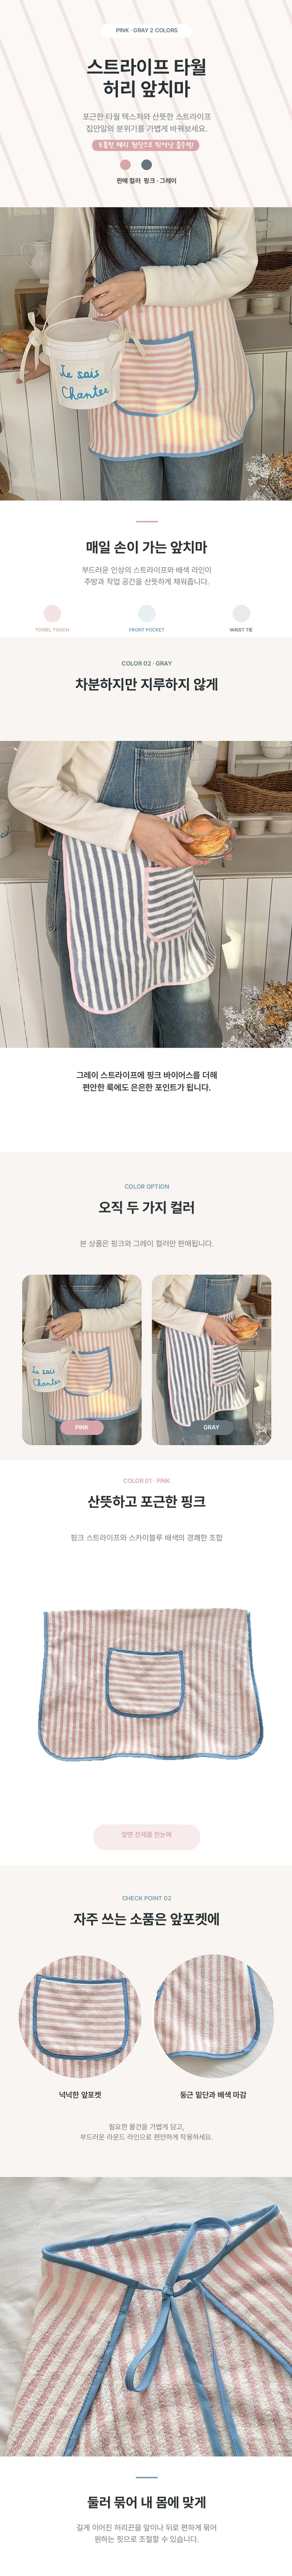 PINK · GRAY 2 COLORS
스트라이프 타월
허리 앞치마
포근한 타월 텍스처와 산뜻한 스트라이프
집안일의 분위기를 가볍게 바꿔보세요.
도톰한 테리 원단으로 뛰어난 흡수력!
판매 컬러 핑크 · 그레이
Je sais
Chanter
매일 손이 가는 앞치마
부드러운 인상의 스트라이프와 배색 라인이
주방과 작업 공간을 산뜻하게 채워줍니다.
TOWEL TOUCH
FRONT POCKET
WAIST TIE
COLOR 02 · GRAY
차분하지만 지루하지 않게
그레이 스트라이프에 핑크 바이어스를 더해
편안한 룩에도 은은한 포인트가 됩니다.
COLOR OPTION
오직 두 가지 컬러
본 상품은 핑크와 그레이 컬러만 판매됩니다.
Je sais
Chanter
PINK
GRAY
COLOR 01 · PINK
산뜻하고 포근한 핑크
핑크 스트라이프와 스카이블루 배색의 경쾌한 조합
앞면 전체를 한눈에
CHECK POINT 02
자주 쓰는 소품은 앞포켓에
넉넉한 앞포켓
둥근 밑단과 배색 마감
필요한 물건을 가볍게 담고,
부드러운 라운드 라인으로 편안하게 착용하세요.
둘러 묶어 내 몸에 맞게
길게 이어진 허리끈을 앞이나 뒤로 편하게 묶어
원하는 핏으로 조절할 수 있습니다.